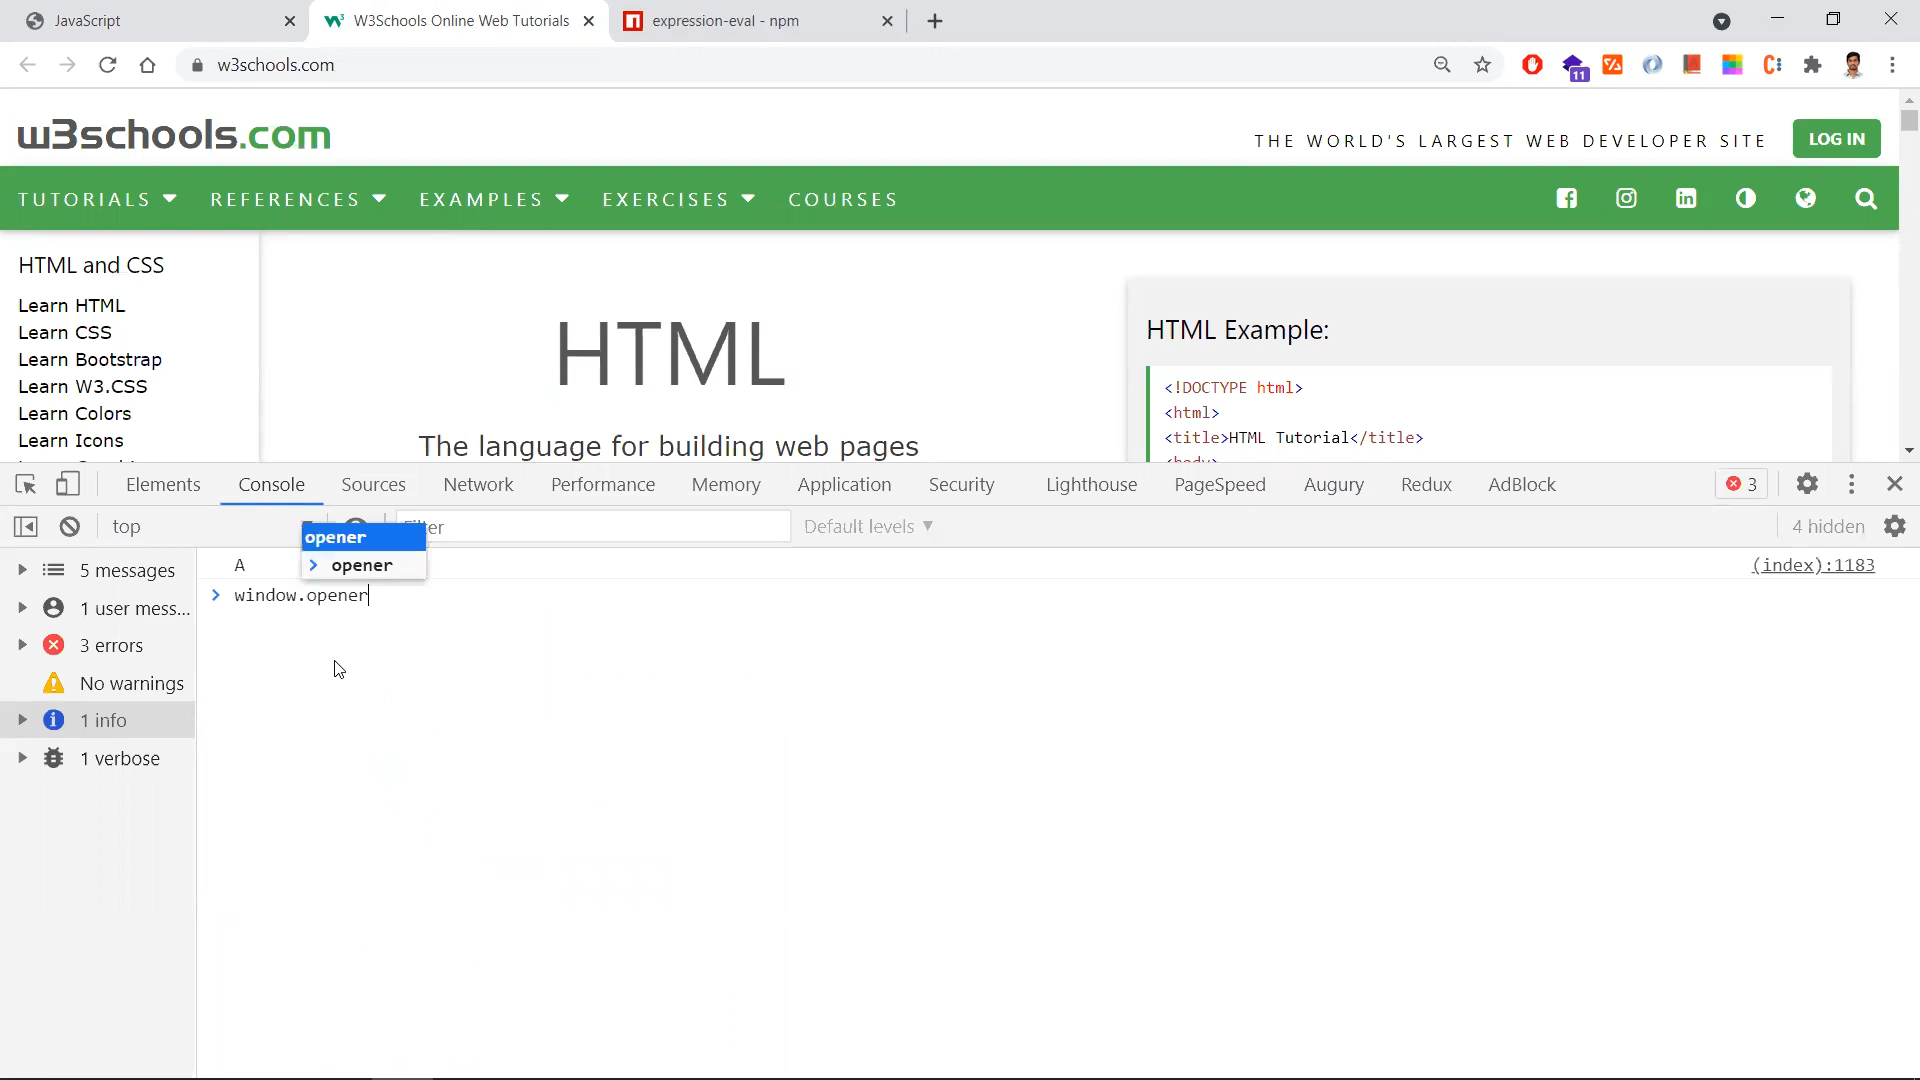 JavaScript
W3Schools Online Web Tutorials
expression-eval - npm
w3schools.com
11
w3schools.com
THE WORLD'S LARGEST WEB DEVELOPER SITE
LOG IN
TUTORIALS
REFERENCES
EXAMPLES
EXERCISES
COURSES
HTML and CSS
Learn HTML
Learn CSS
Learn Bootstrap
Learn W3.CSS
Learn Colors
Learn Icons
HTML
The language for building web pages
HTML Example:
<!DOCTYPE html>
<html>
<title>HTML Tutorial</title>
<body>
Elements
Console
Sources
Network
Performance
Memory
Application
Security
Lighthouse
PageSpeed
Augury
Redux
AdBlock
3
top
Filter
Default levels
4 hidden
opener
> opener
5 messages
1 user mess...
3 errors
No warnings
1 info
1 verbose
A
(index):1183
> window.opener